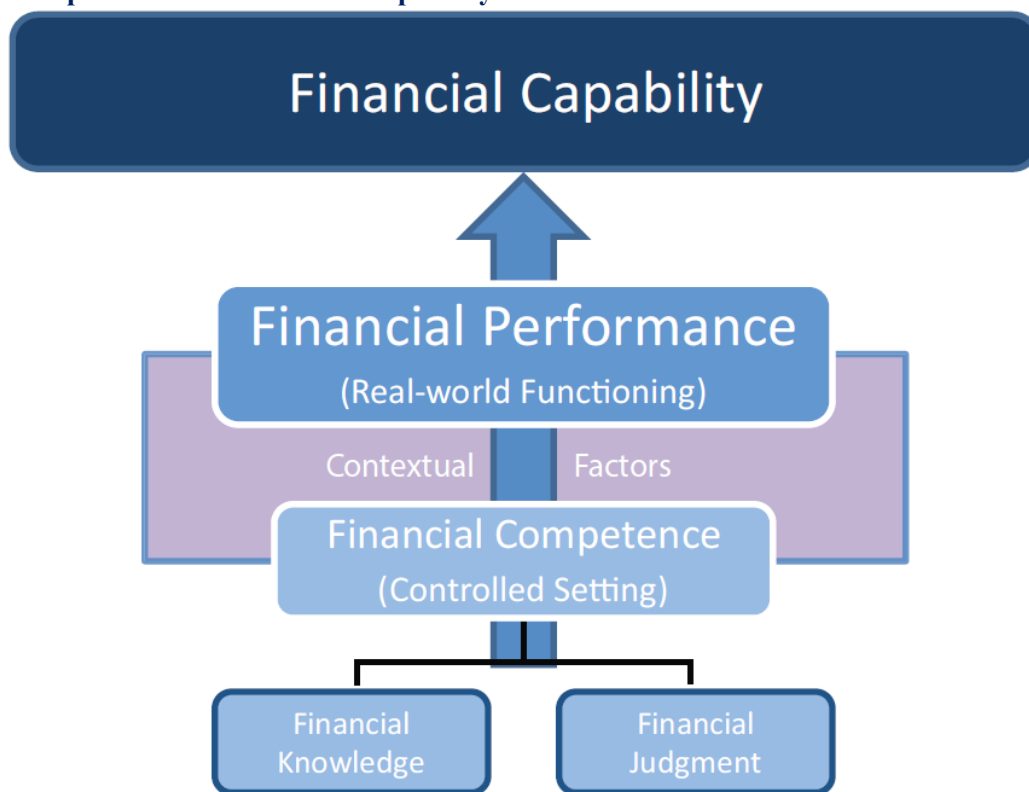 Financial Capability
Financial Performance
(Real-world Functioning)
Contextual Factors
Financial Competence
(Controlled Setting)
Financial
Knowledge
Financial
Judgment